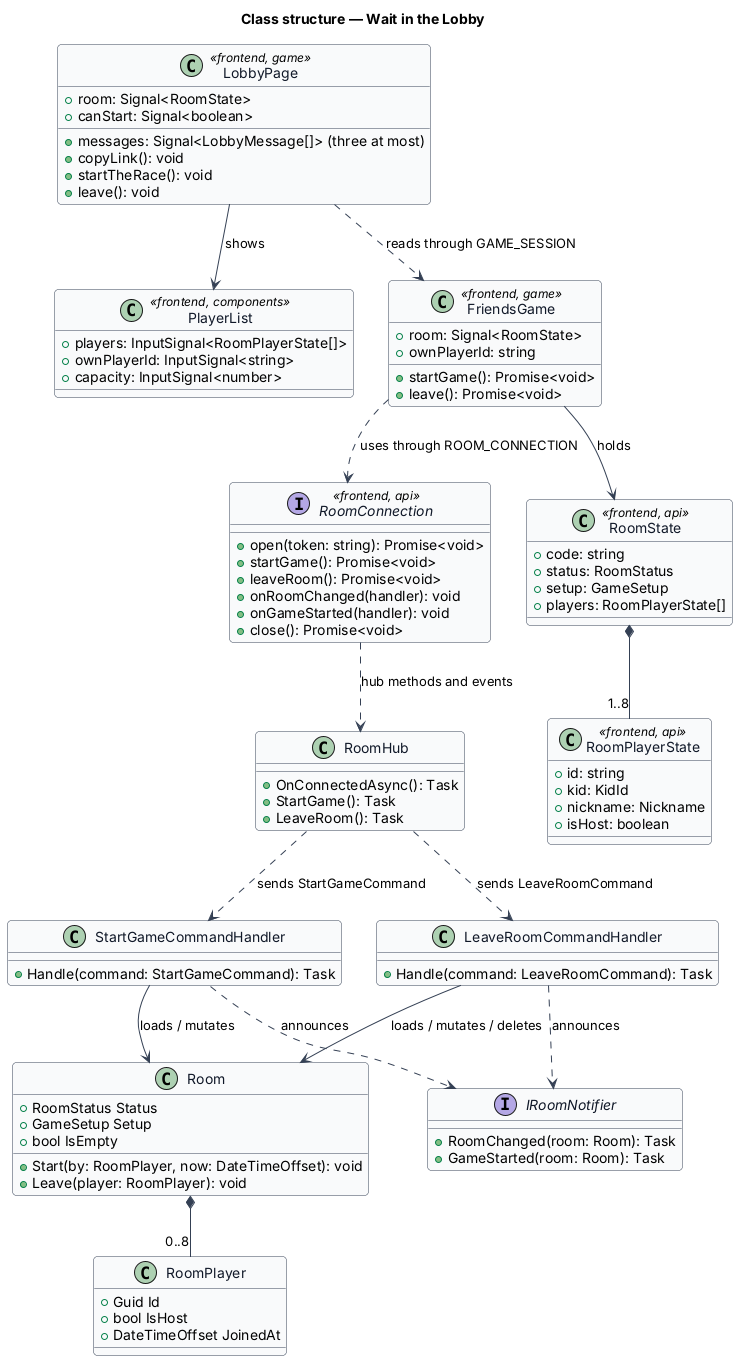 Class structure — Wait in the Lobby
C «frontend, game»
LobbyPage
room: Signal<RoomState>
canStart: Signal<boolean>
messages: Signal<LobbyMessage[]> (three at most)
copyLink(): void
startTheRace(): void
leave(): void
shows
reads through GAME_SESSION
C «frontend, components»
PlayerList
players: InputSignal<RoomPlayerState[]>
ownPlayerId: InputSignal<string>
capacity: InputSignal<number>
C «frontend, game»
FriendsGame
room: Signal<RoomState>
ownPlayerId: string
startGame(): Promise<void>
leave(): Promise<void>
uses through ROOM_CONNECTION
holds
I «frontend, api»
RoomConnection
open(token: string): Promise<void>
startGame(): Promise<void>
leaveRoom(): Promise<void>
onRoomChanged(handler): void
onGameStarted(handler): void
close(): Promise<void>
C «frontend, api»
RoomState
code: string
status: RoomStatus
setup: GameSetup
players: RoomPlayerState[]
hub methods and events
1..8
C RoomHub
OnConnectedAsync(): Task
StartGame(): Task
LeaveRoom(): Task
C «frontend, api»
RoomPlayerState
id: string
kid: KidId
nickname: Nickname
isHost: boolean
sends StartGameCommand
sends LeaveRoomCommand
C StartGameCommandHandler
Handle(command: StartGameCommand): Task
C LeaveRoomCommandHandler
Handle(command: LeaveRoomCommand): Task
loads / mutates
announces
loads / mutates / deletes
announces
C Room
RoomStatus Status
GameSetup Setup
bool IsEmpty
Start(by: RoomPlayer, now: DateTimeOffset): void
Leave(player: RoomPlayer): void
I IRoomNotifier
RoomChanged(room: Room): Task
GameStarted(room: Room): Task
0..8
C RoomPlayer
Guid Id
bool IsHost
DateTimeOffset JoinedAt